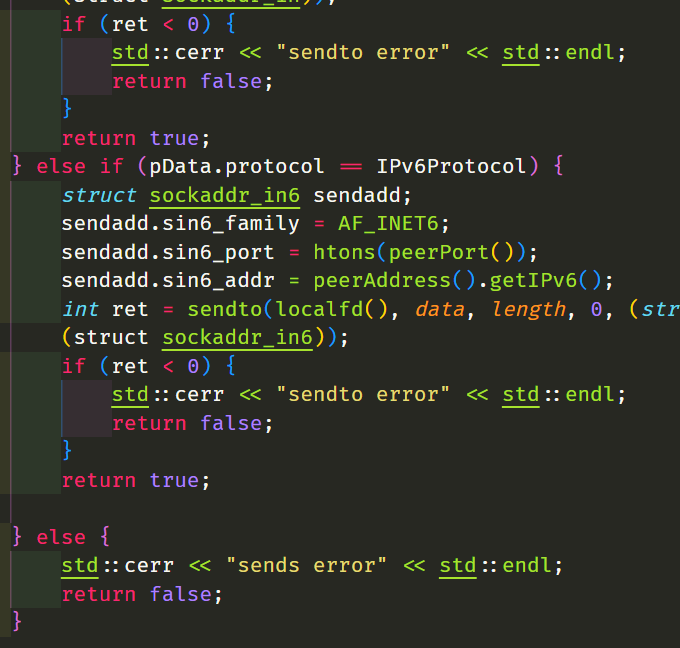 (struct sockaddr_in));
if (ret < 0) {
std::cerr << "sendto error" << std::endl;
return false;
}
return true;
} else if (pData.protocol == IPv6Protocol) {
struct sockaddr_in6 sendadd;
sendadd.sin6_family = AF_INET6;
sendadd.sin6_port = htons(peerPort());
sendadd.sin6_addr = peerAddress().getIPv6();
int ret = sendto(localfd(), data, length, 0, (str
(struct sockaddr_in6));
if (ret < 0) {
std::cerr << "sendto error" << std::endl;
return false;
}
return true;
} else {
std::cerr << "sends error" << std::endl;
return false;
}